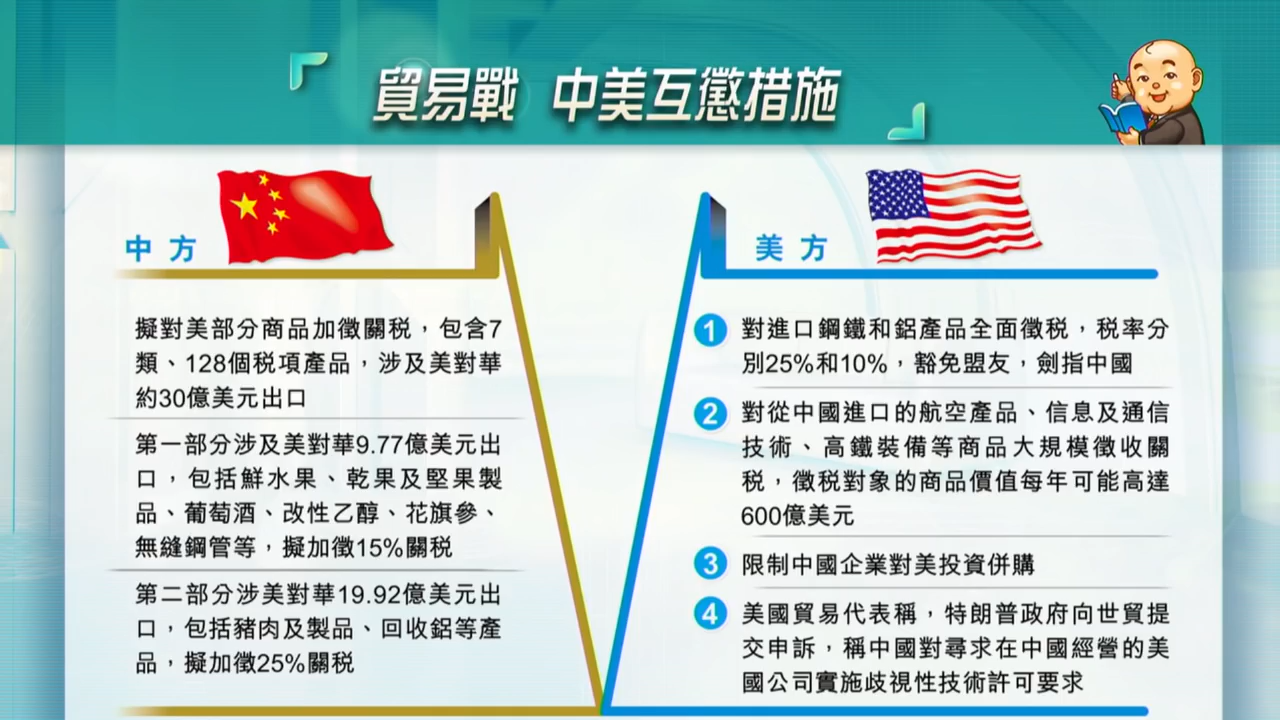 貿易戰 中美互懲措施
中方
擬對美部分商品加徵關税，包含7
類、128個税項產品，涉及美對華
約30億美元出口
第一部分涉及美對華9.77億美元出
口，包括鮮水果、乾果及堅果製
品、葡萄酒、改性乙醇、花旗參、
無縫鋼管等，擬加徵15%關税
第二部分涉美對華19.92億美元出
口，包括豬肉及製品、回收鋁等產
品，擬加徵25%關税
美方
1 對進口鋼鐵和鋁產品全面徵税，税率分
別25%和10%，豁免盟友，劍指中國
2 對從中國進口的航空產品、信息及通信
技術、高鐵裝備等商品大規模徵收關
税，徵税對象的商品價值每年可能高達
600億美元
3 限制中國企業對美投資併購
4 美國貿易代表稱，特朗普政府向世貿提
交申訴，稱中國對尋求在中國經營的美
國公司實施歧視性技術許可要求